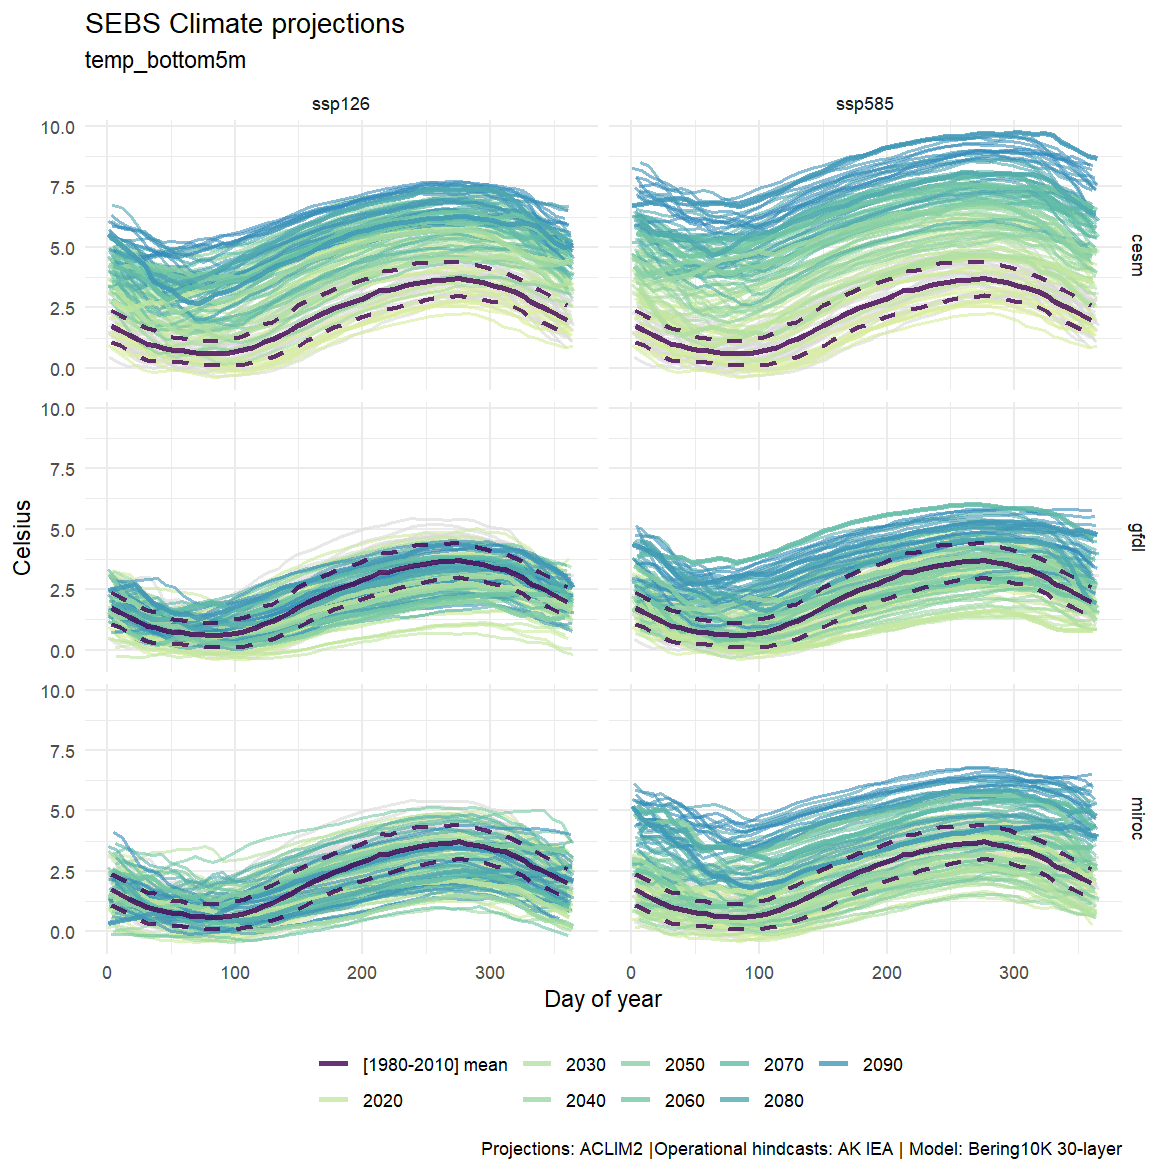 SEBS Climate projections
temp_bottom5m
ssp126 ssp585
10.0
7.5
5.0
2.5
0.0
cesm
10.0
7.5
5.0
2.5
0.0
gfdl
10.0
7.5
5.0
2.5
0.0
miroc
Celsius
0 100 200 300 0 100 200 300
Day of year
[1980-2010] mean 2030 2050 2070 2090
2020 2040 2060 2080
Projections: ACLIM2 |Operational hindcasts: AK IEA | Model: Bering10K 30-layer